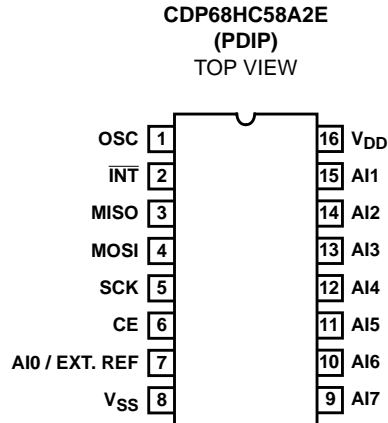 CDP68HC58A2E
(PDIP)
TOP VIEW
OSC 1 16 VDD
INT 2 15 AI1
MISO 3 14 AI2
MOSI 4 13 AI3
SCK 5 12 AI4
CE 6 11 AI5
AI0 / EXT. REF 7 10 AI6
VSS 8 9 AI7